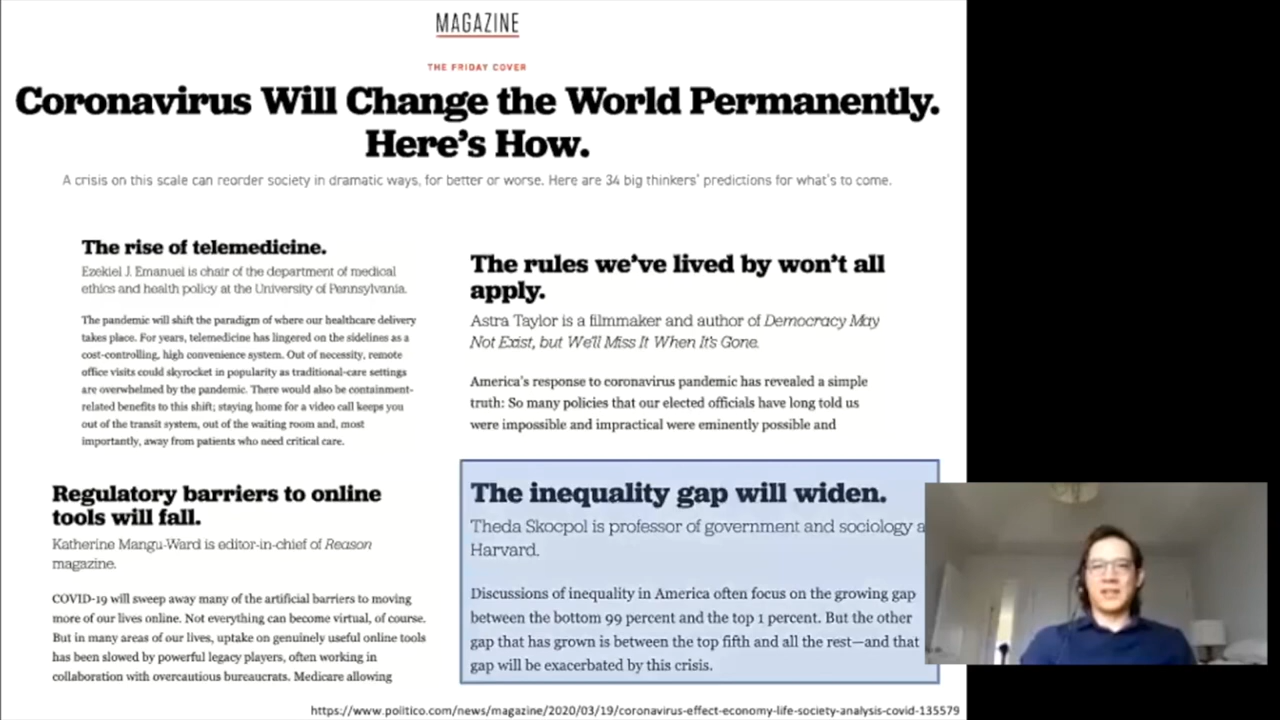 MAGAZINE
THE FRIDAY COVER
Coronavirus Will Change the World Permanently.
Here's How.
A crisis on this scale can reorder society in dramatic ways, for better or worse. Here are 34 big thinkers' predictions for what's to come.
The rise of telemedicine.
Ezekiel J. Emanuel is chair of the department of medical
ethics and health policy at the University of Pennsylvania.
The pandemic will shift the paradigm of where our healthcare delivery
takes place. For years, telemedicine has lingered on the sidelines as a
cost-controlling, high convenience system. Out of necessity, remote
office visits could skyrocket in popularity as traditional-care settings
are overwhelmed by the pandemic. There would also be containment-
related benefits to this shift; staying home for a video call keeps you
out of the transit system, out of the waiting room and, most
importantly, away from patients who need critical care.
Regulatory barriers to online
tools will fall.
Katherine Mangu-Ward is editor-in-chief of Reason
magazine.
COVID-19 will sweep away many of the artificial barriers to moving
more of our lives online. Not everything can become virtual, of course.
But in many areas of our lives, uptake on genuinely useful online tools
has been slowed by powerful legacy players, often working in
collaboration with overcautious bureaucrats. Medicare allowing
The rules we've lived by won't all
apply.
Astra Taylor is a filmmaker and author of Democracy May
Not Exist, but We'll Miss It When It's Gone.
America's response to coronavirus pandemic has revealed a simple
truth: So many policies that our elected officials have long told us
were impossible and impractical were eminently possible and
The inequality gap will widen.
Theda Skocpol is professor of government and sociology a
Harvard.
Discussions of inequality in America often focus on the growing gap
between the bottom 99 percent and the top 1 percent. But the other
gap that has grown is between the top fifth and all the rest—and that
gap will be exacerbated by this crisis.
https://www.politico.com/news/magazine/2020/03/19/coronavirus-effect-economy-life-society-analysis-covid-135579